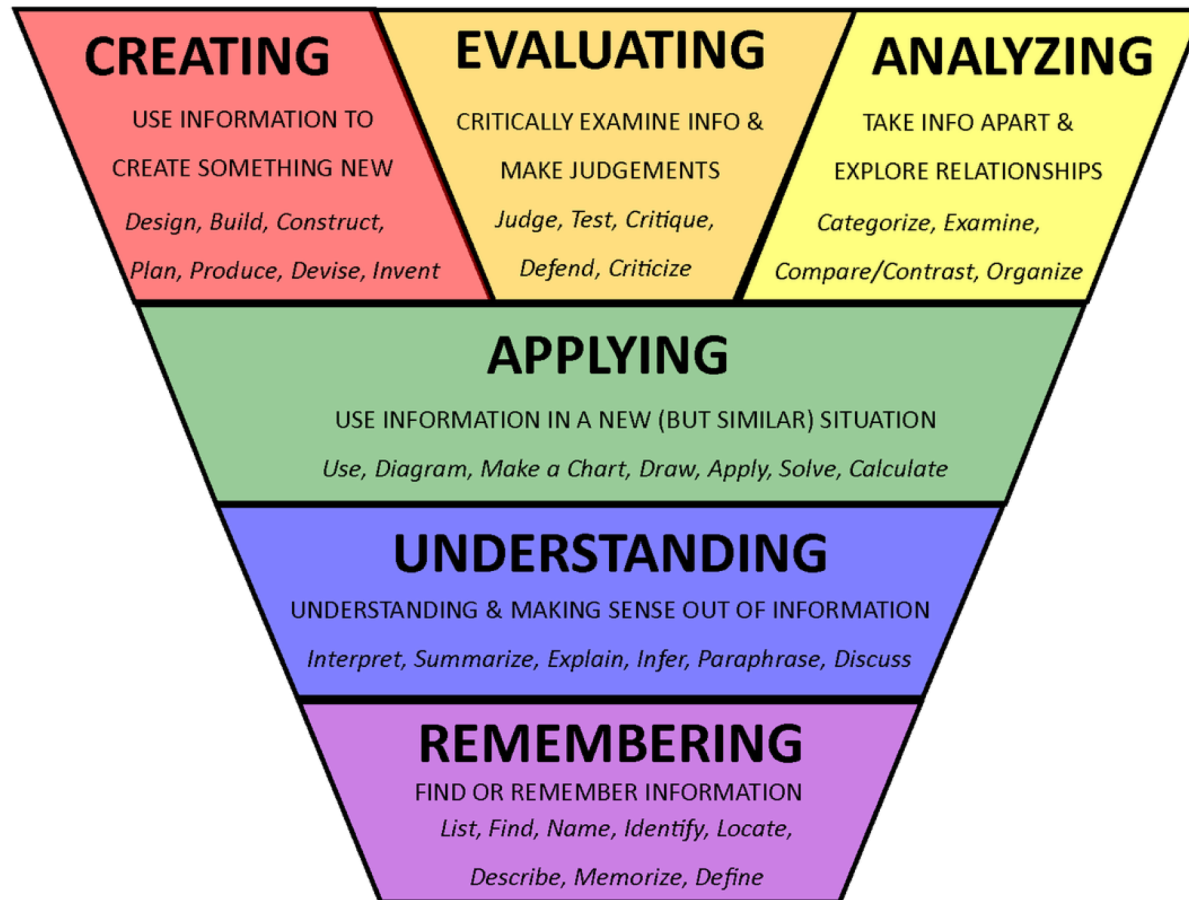 CREATING
USE INFORMATION TO
CREATE SOMETHING NEW
Design, Build, Construct,
Plan, Produce, Devise, Invent
EVALUATING
CRITICALLY EXAMINE INFO &
MAKE JUDGEMENTS
Judge, Test, Critique,
Defend, Criticize
ANALYZING
TAKE INFO APART &
EXPLORE RELATIONSHIPS
Categorize, Examine,
Compare/Contrast, Organize
APPLYING
USE INFORMATION IN A NEW (BUT SIMILAR) SITUATION
Use, Diagram, Make a Chart, Draw, Apply, Solve, Calculate
UNDERSTANDING
UNDERSTANDING & MAKING SENSE OUT OF INFORMATION
Interpret, Summarize, Explain, Infer, Paraphrase, Discuss
REMEMBERING
FIND OR REMEMBER INFORMATION
List, Find, Name, Identify, Locate,
Describe, Memorize, Define